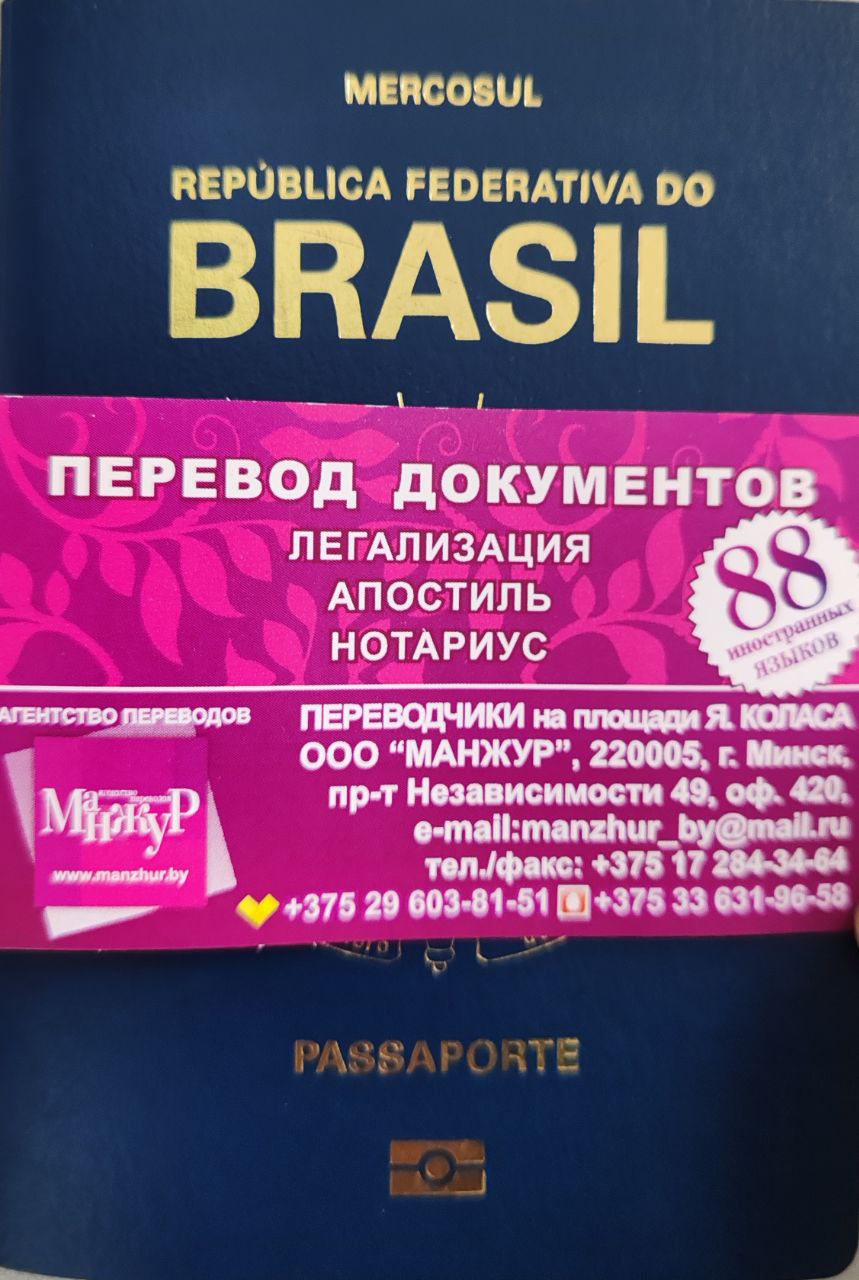 MERCOSUL
REPÚBLICA FEDERATIVA DO
BRASIL
ПЕРЕВОД ДОКУМЕНТОВ
ЛЕГАЛИЗАЦИЯ
АПОСТИЛЬ
НОТАРИУС
88
иностранных
ЯЗЫКОВ
АГЕНТСТВО ПЕРЕВОДОВ
агентство
переводов
МанжуР
www.manzhur.by
ПЕРЕВОДЧИКИ на площади Я. КОЛАСА
ООО “МАНЖУР”, 220005, г. Минск,
пр-т Независимости 49, оф. 420,
e-mail:manzhur_by@mail.ru
тел./факс: +375 17 284-34-64
+375 29 603-81-51 +375 33 631-96-58
PASSAPORTE